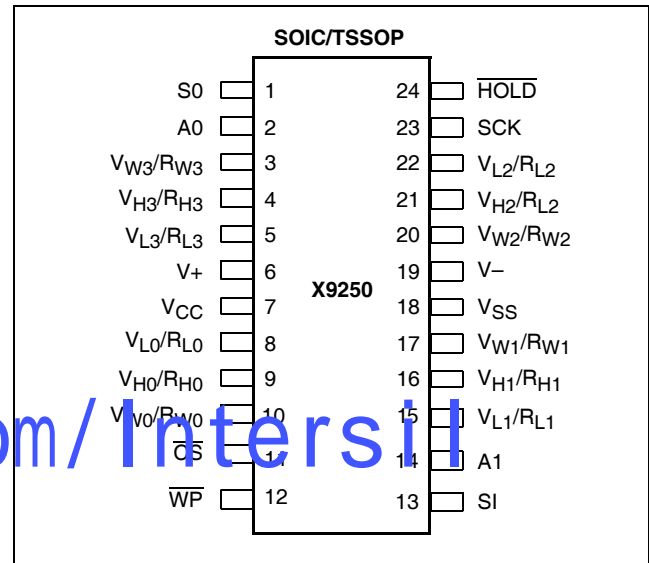 SOIC/TSSOP
S0 1 24 HOLD
A0 2 23 SCK
VW3/RW3 3 22 VL2/RL2
VH3/RH3 4 21 VH2/RL2
VL3/RL3 5 20 VW2/RW2
V+ 6 19 V–
X9250
VCC 7 18 VSS
VL0/RL0 8 17 VW1/RW1
VH0/RH0 9 16 VH1/RH1
VW0/RW0 10 15 VL1/RL1
om/Intersil
CS 11 14 A1
WP 12 13 SI